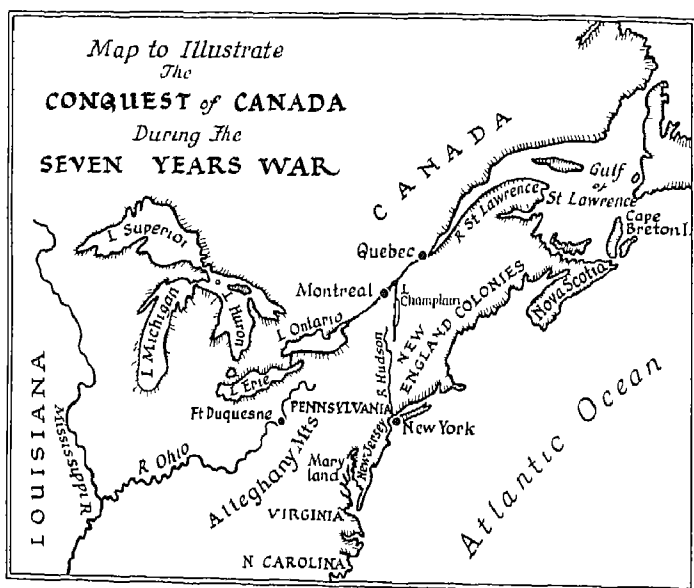 Map to Illustrate
The
CONQUEST of CANADA
During The
SEVEN YEARS WAR
CANADA
Gulf
of
St Lawrence
R St Lawrence
Cape
Breton I.
Quebec
L Superior
Montreal
L
Champlain
Nova Scotia
L Michigan
L Huron
L Ontario
NEW
ENGLAND COLONIES
R Hudson
L Erie
LOUISIANA
Mississippi R
Ft Duquesne
PENNSYLVANIA
New York
R Ohio
Alleghany Mts
New Jersey
Mary
land
Atlantic Ocean
VIRGINIA
N CAROLINA